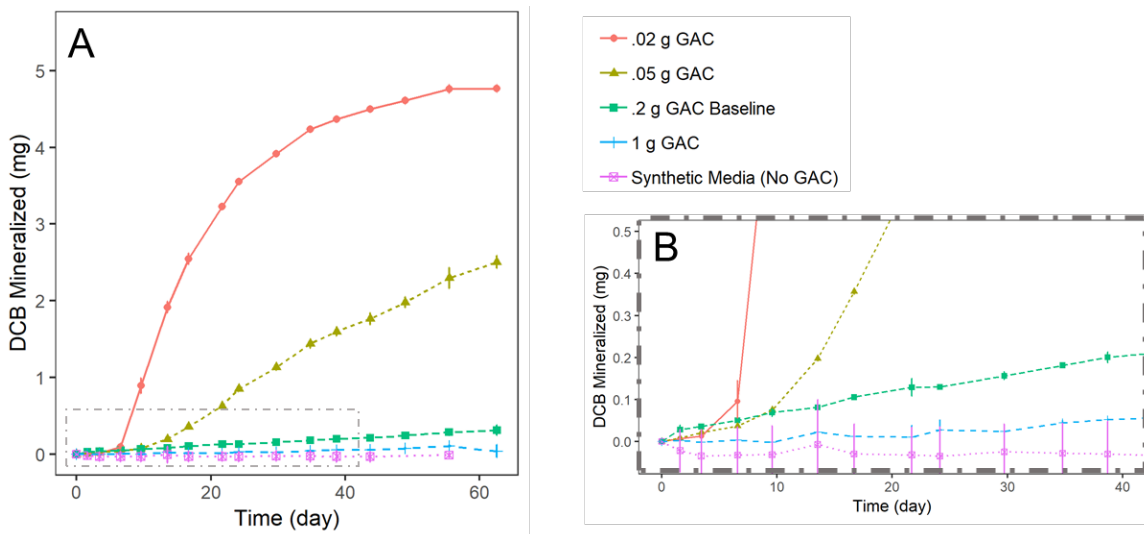 A
DCB Mineralized (mg)
5
4
3
2
1
0
0 20 40 60
Time (day)
.02 g GAC
.05 g GAC
.2 g GAC Baseline
1 g GAC
Synthetic Media (No GAC)
B
DCB Mineralized (mg)
0.5
0.4
0.3
0.2
0.1
0.0
0 10 20 30 40
Time (day)